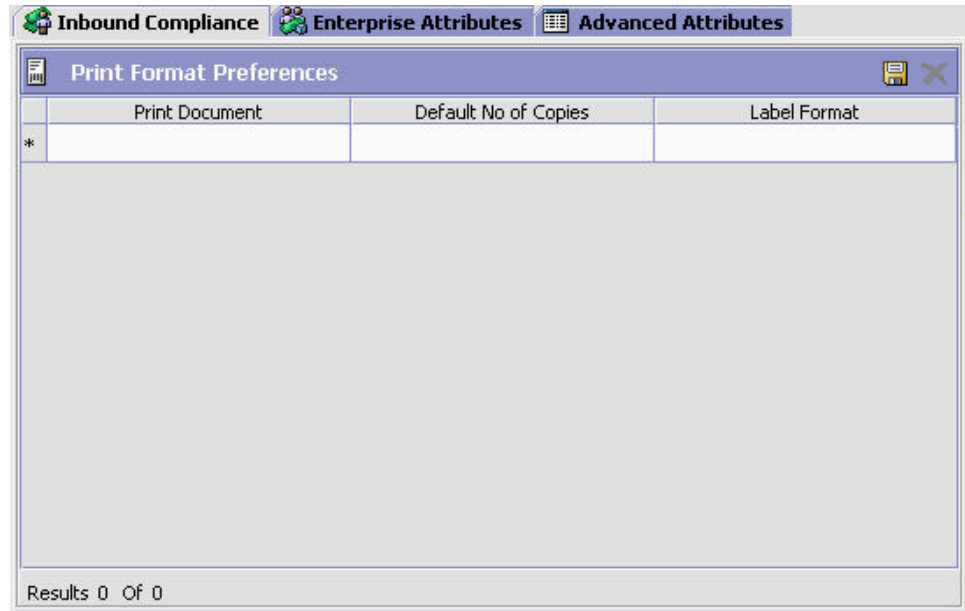 Inbound Compliance Enterprise Attributes Advanced Attributes
Print Format Preferences
Print Document Default No of Copies Label Format
*
Results 0 Of 0